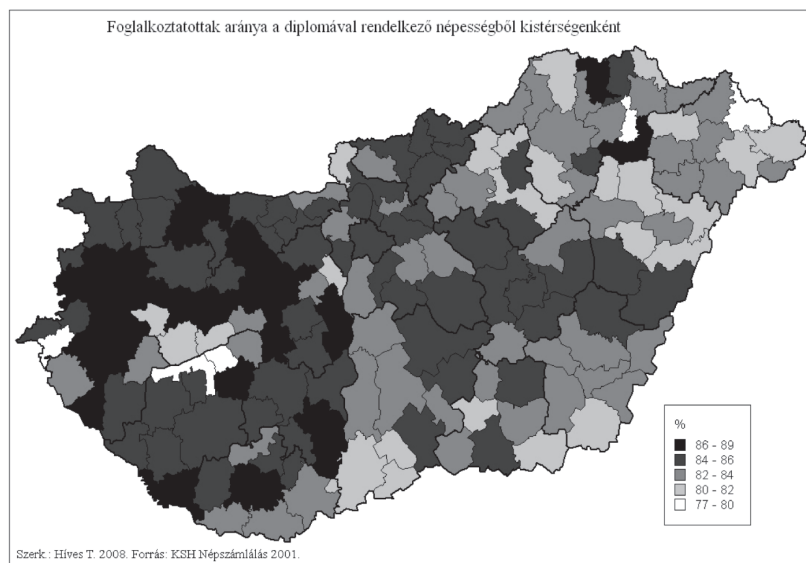 Foglalkoztatottak aránya a diplomával rendelkező népességből kistérségenként
%
86 - 89
84 - 86
82 - 84
80 - 82
77 - 80
Szerk.: Híves T. 2008. Forrás: KSH Népszámlálás 2001.